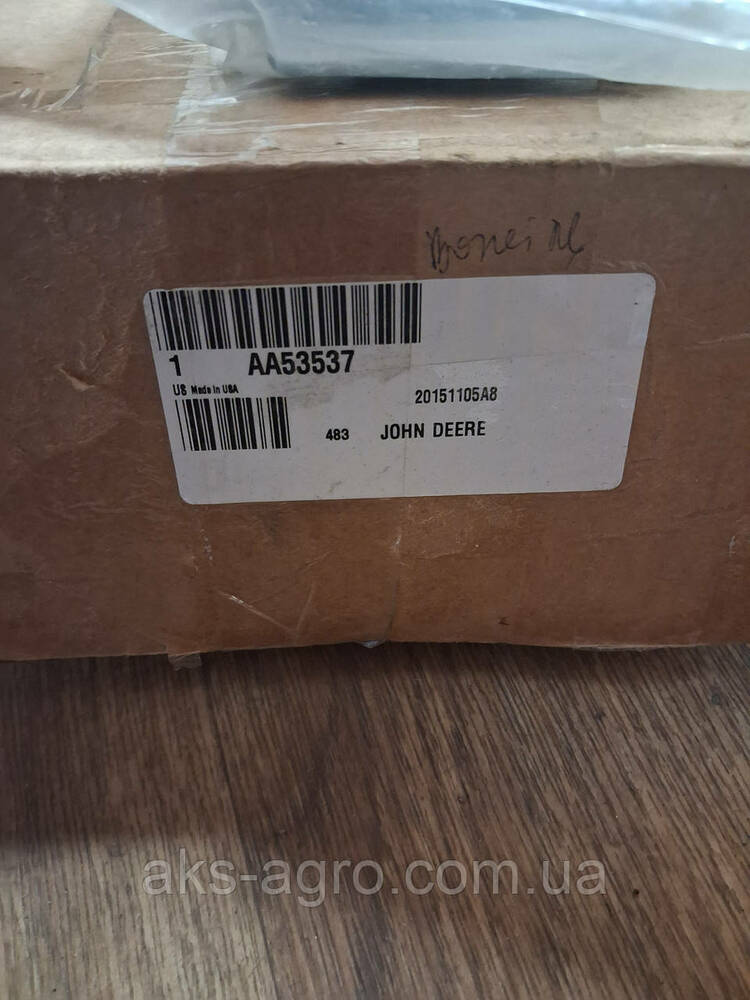 1 AA53537
US Made in USA
20151105A8
483 JOHN DEERE
aks-agro.com.ua